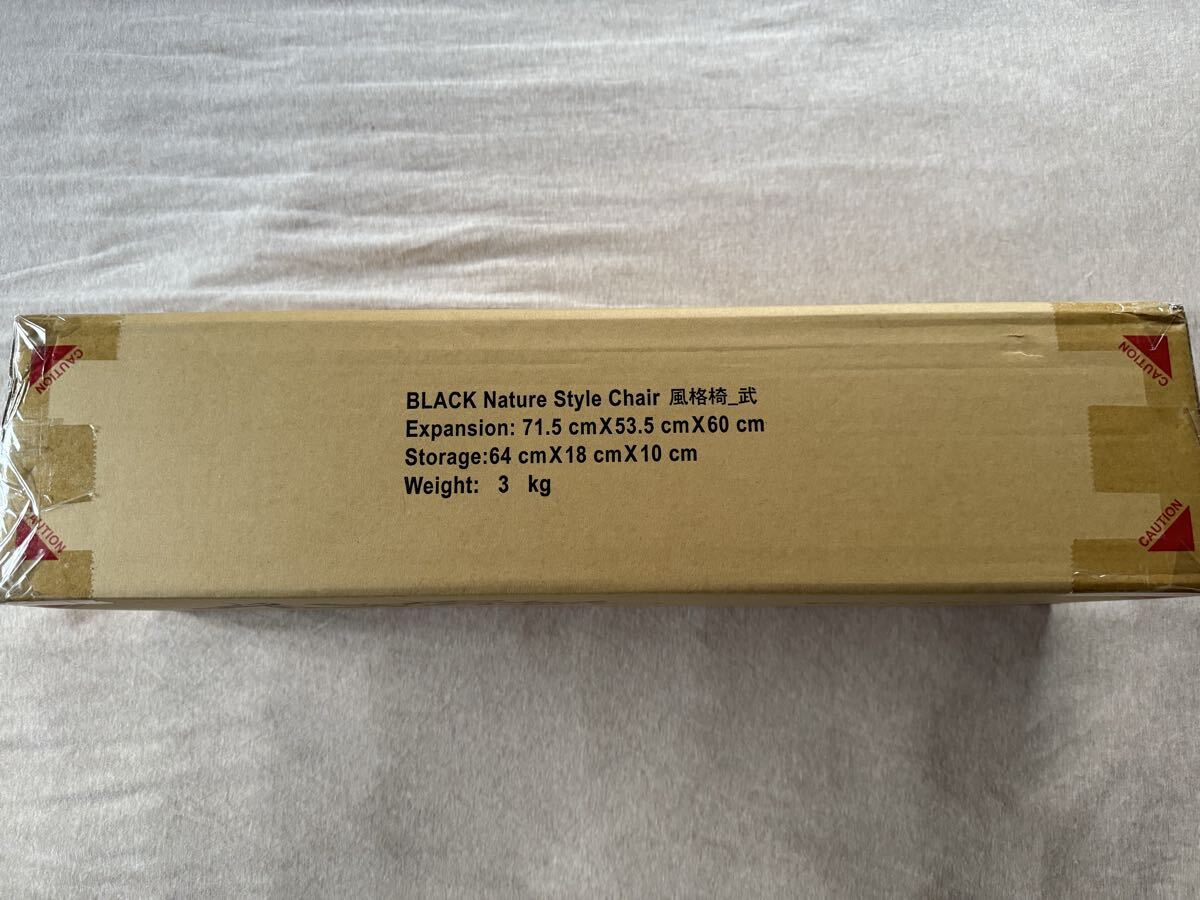 BLACK Nature Style Chair 風格椅_武
Expansion: 71.5 cmX53.5 cmX60 cm
Storage:64 cmX18 cmX10 cm
Weight: 3 kg
CAUTION
CAUTION
CAUTION
CAUTION